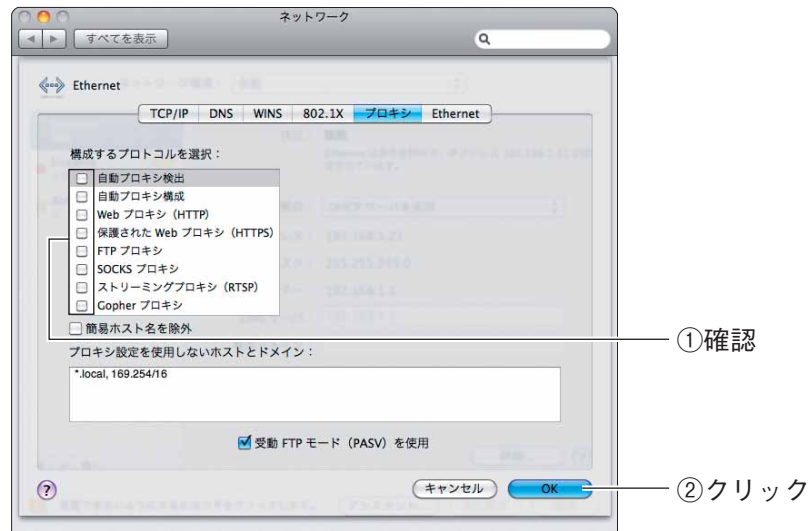 ネットワーク
すべてを表示
Ethernet
TCP/IP DNS WINS 802.1X プロキシ Ethernet
構成するプロトコルを選択：
自動プロキシ検出
自動プロキシ構成
Web プロキシ（HTTP）
保護された Web プロキシ（HTTPS）
FTP プロキシ
SOCKS プロキシ
ストリーミングプロキシ（RTSP）
Gopher プロキシ
簡易ホスト名を除外
プロキシ設定を使用しないホストとドメイン：
*.local, 169.254/16
受動 FTP モード（PASV）を使用
? キャンセル OK
①確認
②クリック